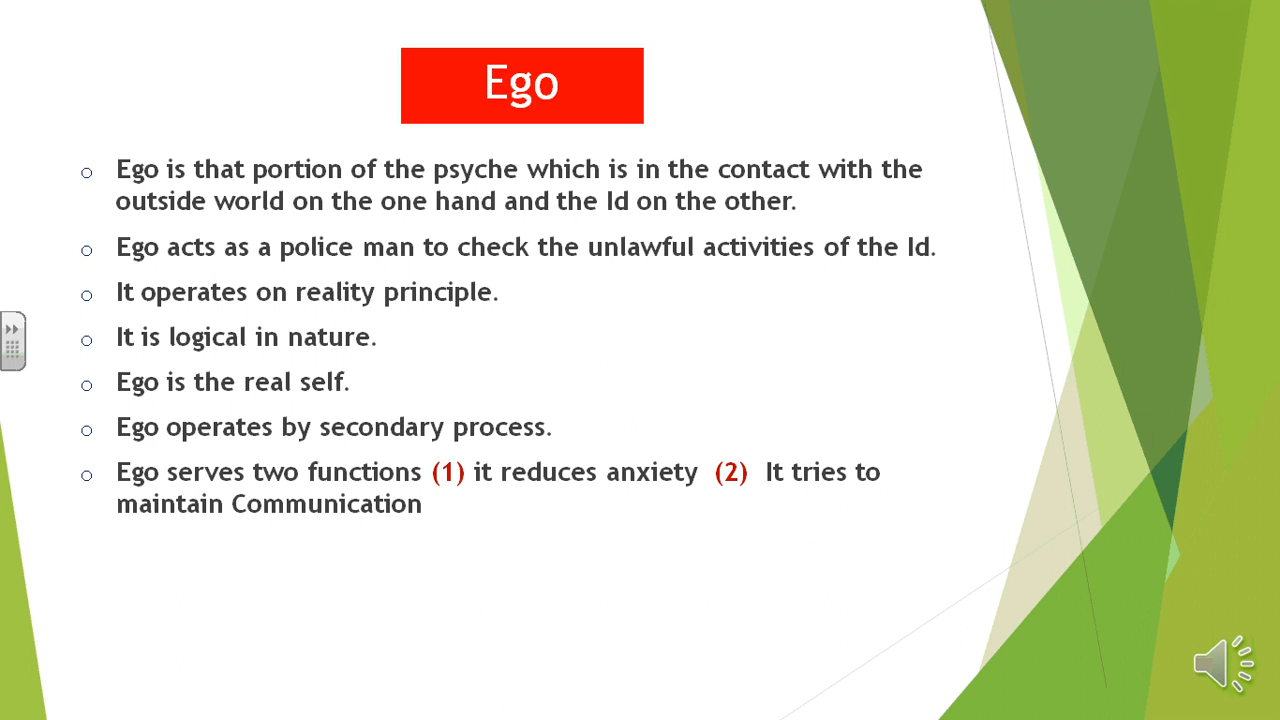 Ego
Ego is that portion of the psyche which is in the contact with the
outside world on the one hand and the Id on the other.
Ego acts as a police man to check the unlawful activities of the Id.
It operates on reality principle.
It is logical in nature.
Ego is the real self.
Ego operates by secondary process.
Ego serves two functions (1) it reduces anxiety (2) It tries to
maintain Communication